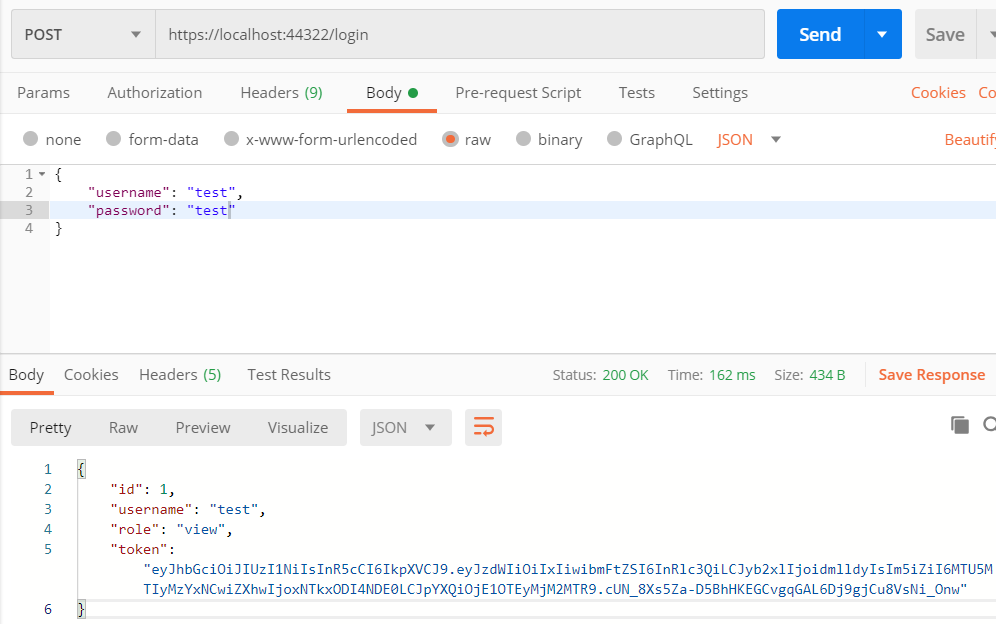 POST https://localhost:44322/login Send Save
Params Authorization Headers (9) Body Pre-request Script Tests Settings Cookies Co
none form-data x-www-form-urlencoded raw binary GraphQL JSON Beautify
1 {
2 "username": "test",
3 "password": "test"
4 }
Body Cookies Headers (5) Test Results Status: 200 OK Time: 162 ms Size: 434 B Save Response
Pretty Raw Preview Visualize JSON
1 {
2 "id": 1,
3 "username": "test",
4 "role": "view",
5 "token":
"eyJhbGciOiJIUzI1NiIsInR5cCI6IkpXVCJ9.eyJzdWIiOiIxIiwibmFtZSI6InRlc3QiLCJyb2xlIjoidmlldyIsIm5iZiI6MTU5M
TIyMzYxNCwiZXhwIjoxNTkxODI4NDE0LCJpYXQiOjE1OTEyMjM2MTR9.cUN_8Xs5Za-D5BhHKEGCvgqGAL6Dj9gjCu8VsNi_Onw"
6 }